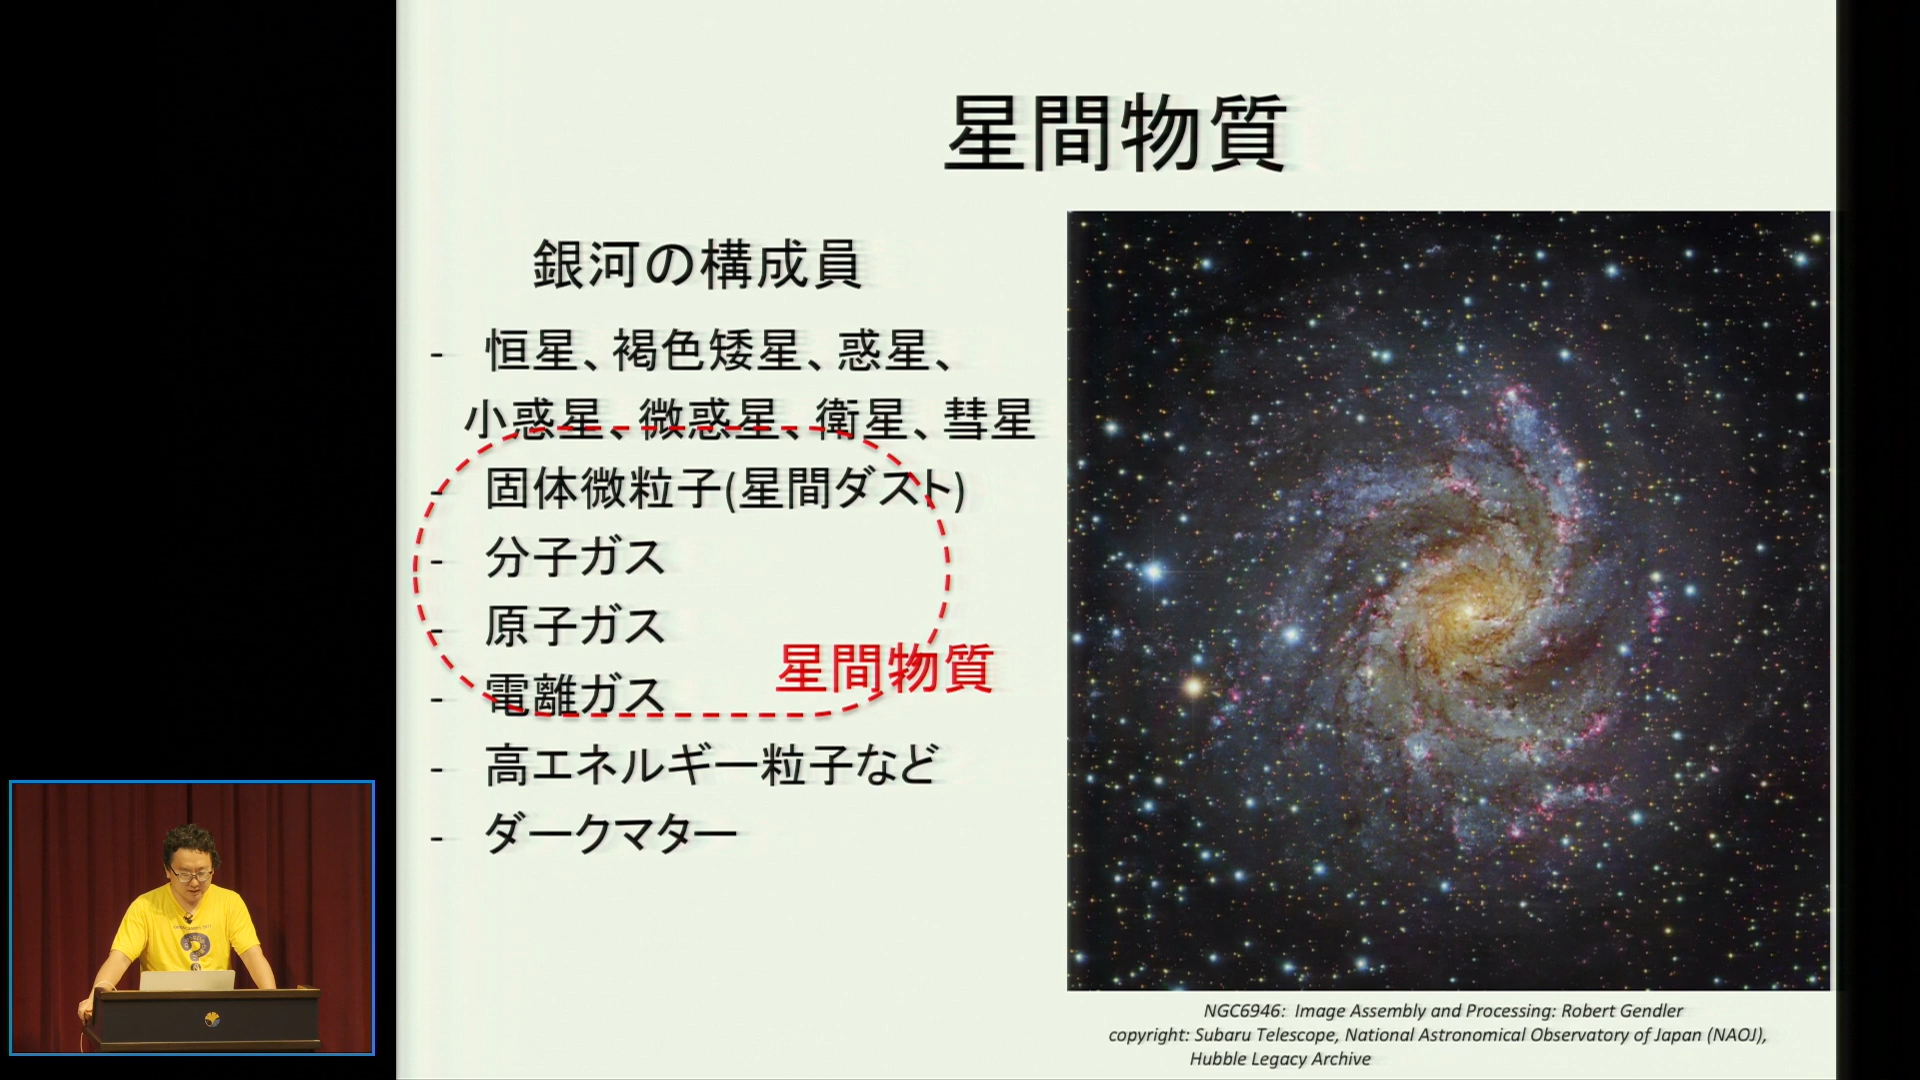 星間物質
銀河の構成員
- 恒星、褐色矮星、惑星、
小惑星、微惑星、衛星、彗星
- 固体微粒子(星間ダスト)
- 分子ガス
- 原子ガス
- 電離ガス
星間物質
- 高エネルギー粒子など
- ダークマター
NGC6946: Image Assembly and Processing: Robert Gendler
copyright: Subaru Telescope, National Astronomical Observatory of Japan (NAOJ),
Hubble Legacy Archive